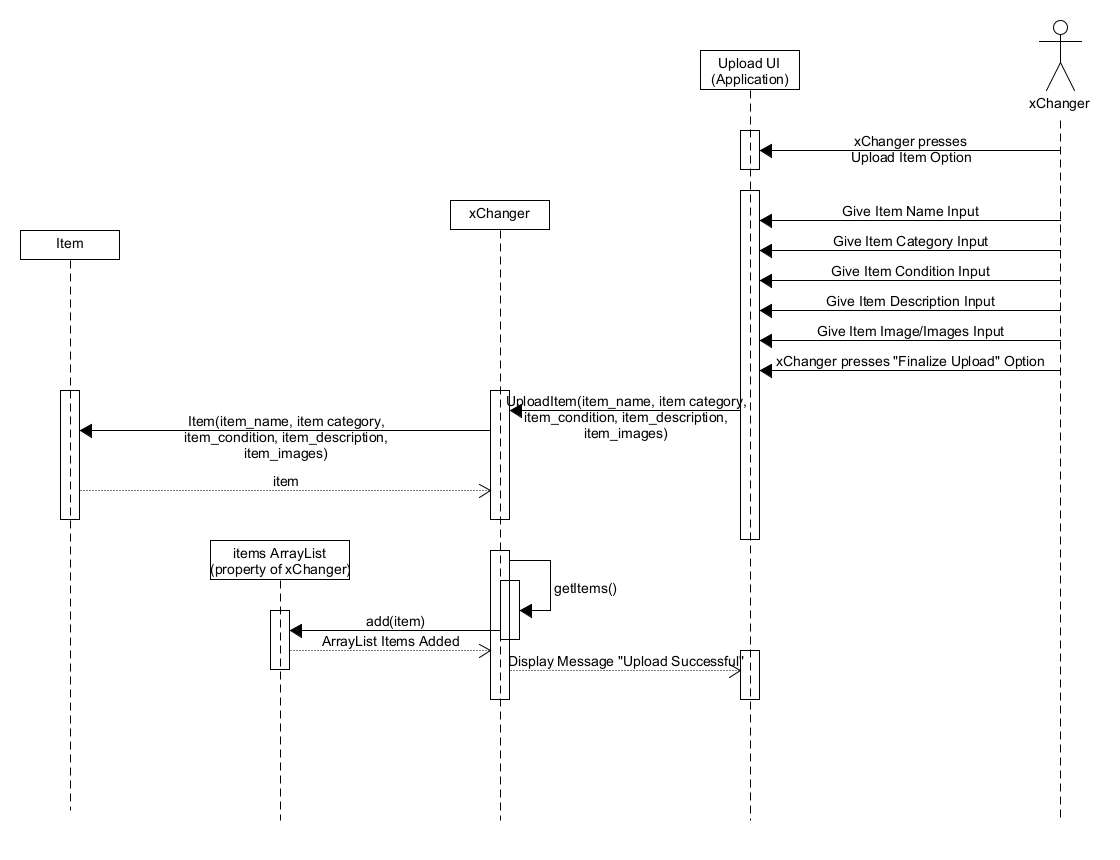 Upload UI
(Application)
xChanger
xChanger presses
Upload Item Option
xChanger
Give Item Name Input
Item
Give Item Category Input
Give Item Condition Input
Give Item Description Input
Give Item Image/Images Input
xChanger presses "Finalize Upload" Option
UploadItem(item_name, item category,
item_condition, item_description,
item_images)
Item(item_name, item category,
item_condition, item_description,
item_images)
item
items ArrayList
(property of xChanger)
getItems()
add(item)
ArrayList Items Added
Display Message "Upload Successful"